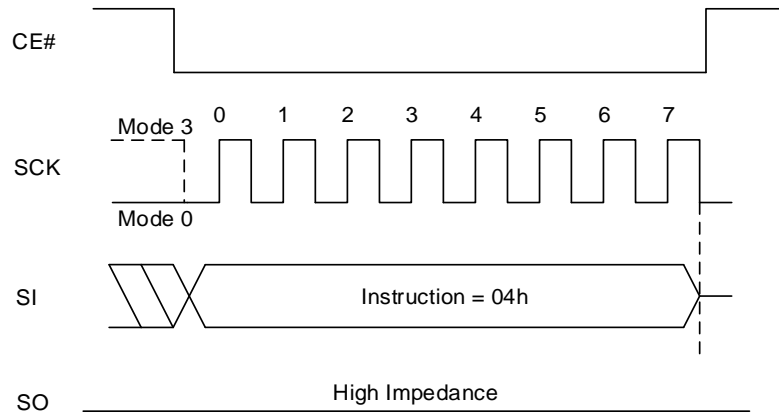 CE#
0 1 2 3 4 5 6 7
Mode 3
SCK
Mode 0
SI
Instruction = 04h
SO
High Impedance